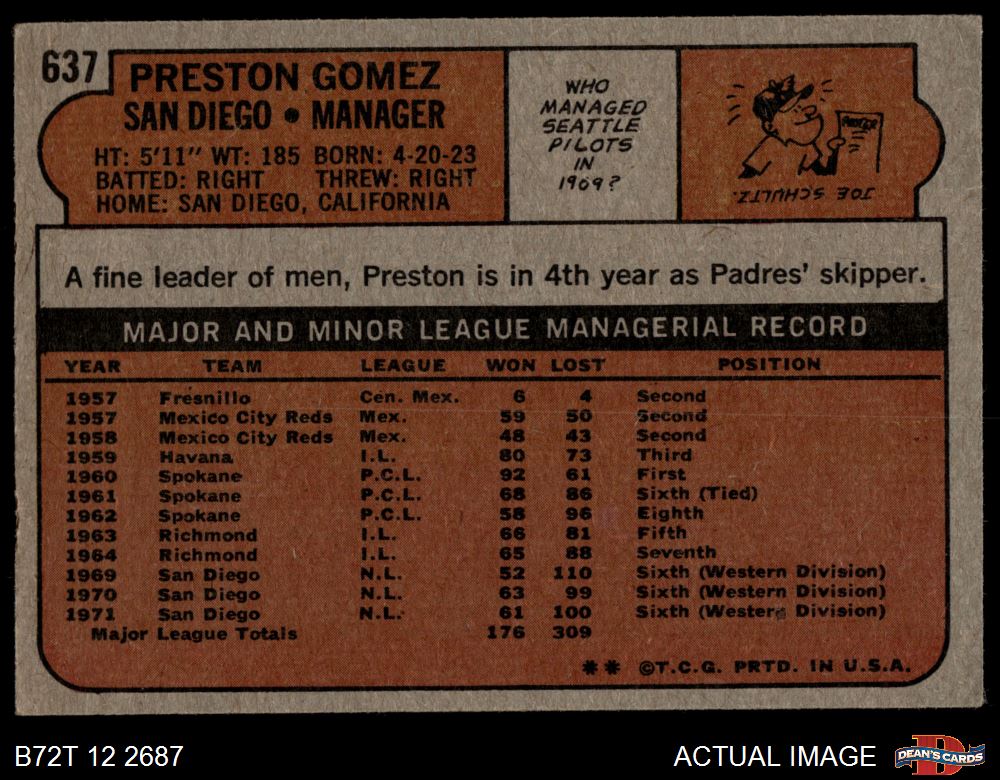 637
PRESTON GOMEZ
SAN DIEGO • MANAGER
HT: 5'11" WT: 185 BORN: 4-20-23
BATTED: RIGHT THREW: RIGHT
HOME: SAN DIEGO, CALIFORNIA
WHO
MANAGED
SEATTLE
PILOTS
IN
1969?
JOE SCHULTZ.
A fine leader of men, Preston is in 4th year as Padres' skipper.
MAJOR AND MINOR LEAGUE MANAGERIAL RECORD
YEAR TEAM LEAGUE WON LOST POSITION
1957 Fresnillo Cen. Mex. 6 4 Second
1957 Mexico City Reds Mex. 59 50 Second
1958 Mexico City Reds Mex. 48 43 Second
1959 Havana I.L. 80 73 Third
1960 Spokane P.C.L. 92 61 First
1961 Spokane P.C.L. 68 86 Sixth (Tied)
1962 Spokane P.C.L. 58 96 Eighth
1963 Richmond I.L. 66 81 Fifth
1964 Richmond I.L. 65 88 Seventh
1969 San Diego N.L. 52 110 Sixth (Western Division)
1970 San Diego N.L. 63 99 Sixth (Western Division)
1971 San Diego N.L. 61 100 Sixth (Western Division)
Major League Totals 176 309
** ©T.C.G. PRTD. IN U.S.A.
B72T 12 2687
ACTUAL IMAGE
DEAN'S CARDS